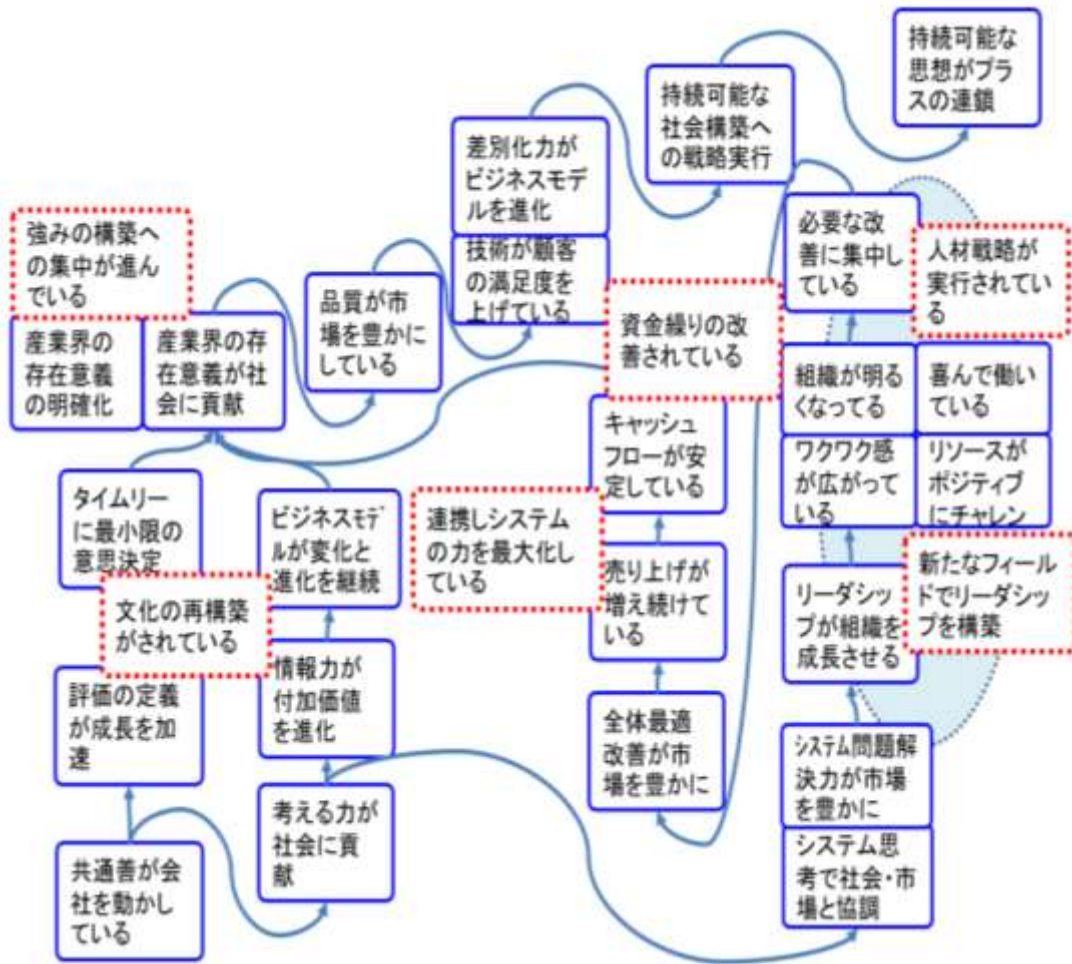 持続可能な
思想がプラ
スの連鎖
持続可能な
社会構築へ
の戦略実行
差別化力が
ビジネスモ
デルを進化
技術が顧客
の満足度を
上げている
必要な改
善に集中し
ている
人材戦略が
実行されてい
る
強みの構築へ
の集中が進ん
でいる
産業界の
存在意義
の明確化
産業界の存
在意義が社
会に貢献
品質が市
場を豊かに
している
資金繰りの改
善されている
組織が明る
くなってる
喜んで働い
ている
キャッシュ
フローが安
定している
ワクワク感
が広がって
いる
リソースが
ポジティブ
にチャレン
タイムリー
に最小限の
意思決定
ビジネスモデ
ルが変化と
進化を継続
連携しシステム
の力を最大化し
ている
売り上げが
増え続けて
いる
リーダシッ
プが組織を
成長させる
新たなフィール
ドでリーダシッ
プを構築
文化の再構築
がされている
評価の定義
が成長を加
速
情報力が
付加価値
を進化
全体最適
改善が市
場を豊かに
システム問題解
決力が市場
を豊かに
システム思
考で社会・市
場と協調
考える力が
社会に貢
献
共通善が会
社を動かし
ている